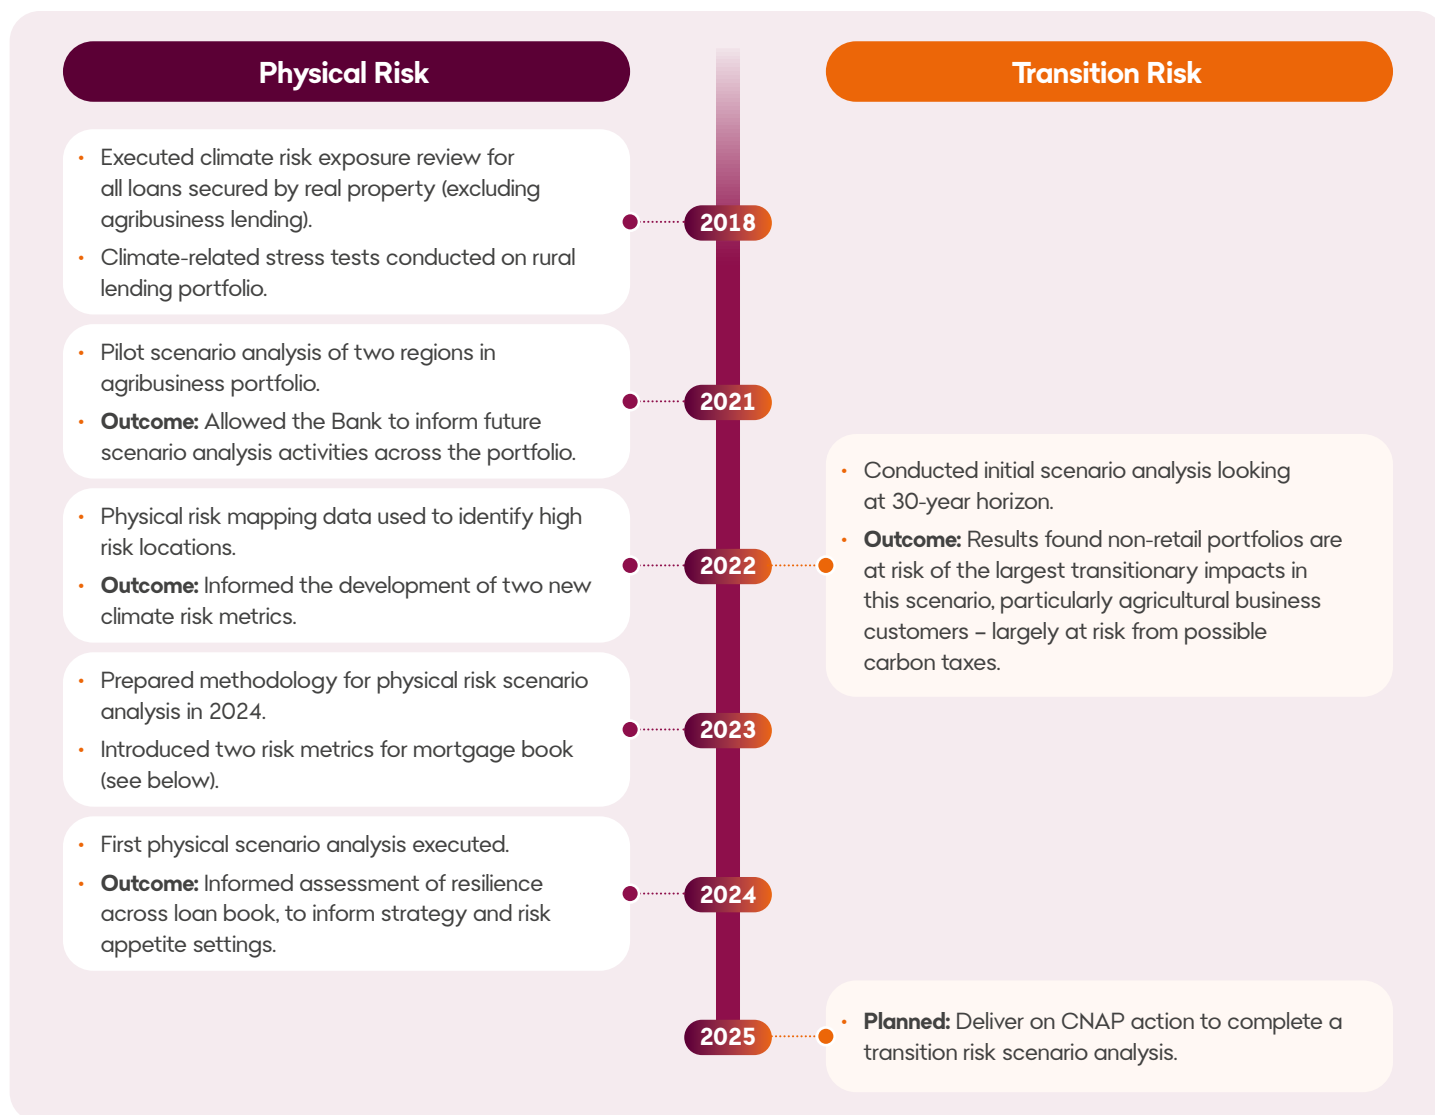 Physical Risk
Transition Risk
• Executed climate risk exposure review for
all loans secured by real property (excluding
agribusiness lending).
• Climate-related stress tests conducted on rural
lending portfolio.
2018
• Pilot scenario analysis of two regions in
agribusiness portfolio.
• Outcome: Allowed the Bank to inform future
scenario analysis activities across the portfolio.
2021
• Physical risk mapping data used to identify high
risk locations.
• Outcome: Informed the development of two new
climate risk metrics.
2022
• Conducted initial scenario analysis looking
at 30-year horizon.
• Outcome: Results found non-retail portfolios are
at risk of the largest transitionary impacts in
this scenario, particularly agricultural business
customers – largely at risk from possible
carbon taxes.
• Prepared methodology for physical risk scenario
analysis in 2024.
• Introduced two risk metrics for mortgage book
(see below).
2023
• First physical scenario analysis executed.
• Outcome: Informed assessment of resilience
across loan book, to inform strategy and risk
appetite settings.
2024
2025
• Planned: Deliver on CNAP action to complete a
transition risk scenario analysis.